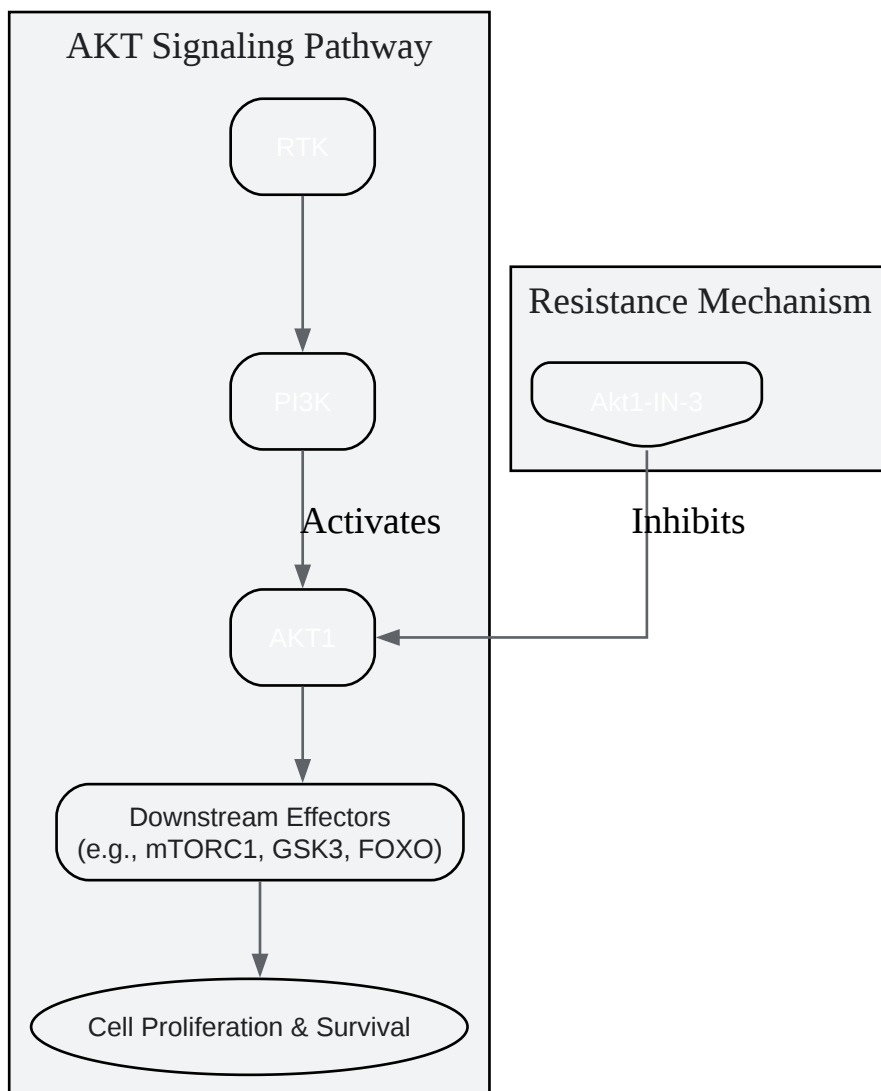 AKT Signaling Pathway
RTK
Resistance Mechanism
PI3K
Akt1-IN-3
Activates
Inhibits
AKT1
Downstream Effectors
(e.g., mTORC1, GSK3, FOXO)
Cell Proliferation & Survival